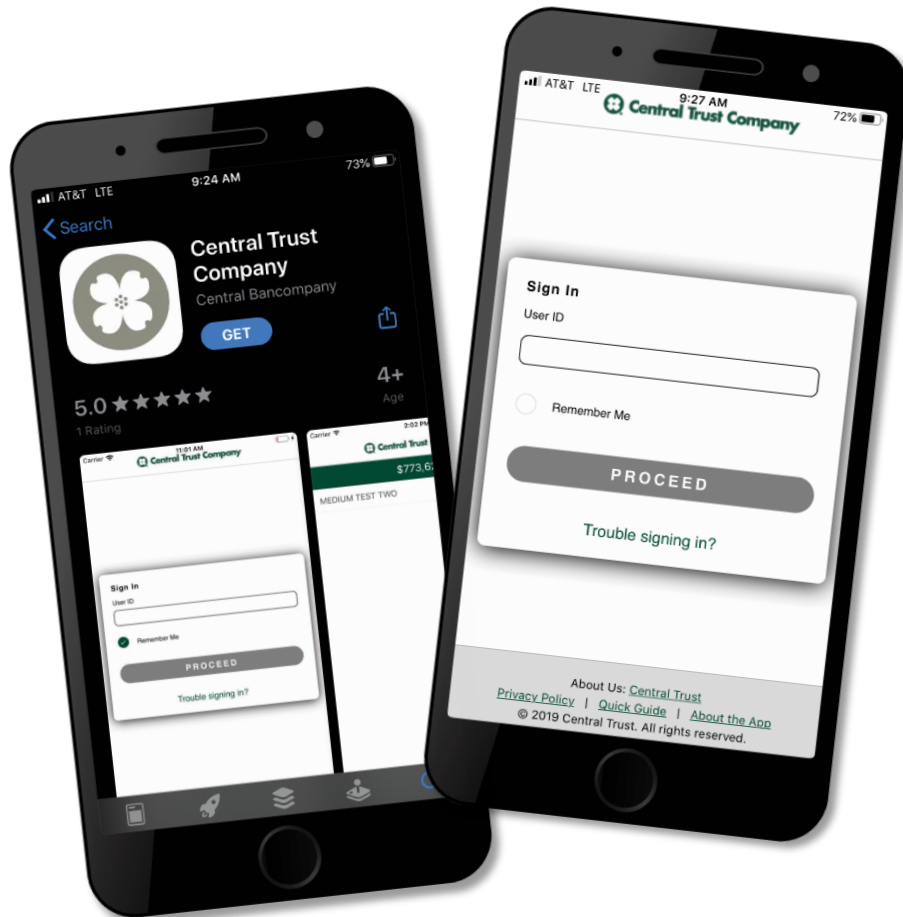 AT&T LTE
9:24 AM
73%
Search
Central Trust
Company
Central Bancompany
GET
5.0
1 Rating
4+
Age
Carrier
11:01 AM
Central Trust Company
Sign In
User ID
Remember Me
PROCEED
Trouble signing in?
Carrier
2:02 PM
Central Trust
$773,62
MEDIUM TEST TWO
AT&T LTE
9:27 AM
72%
Central Trust Company
Sign In
User ID
Remember Me
PROCEED
Trouble signing in?
About Us: Central Trust
Privacy Policy | Quick Guide | About the App
© 2019 Central Trust. All rights reserved.